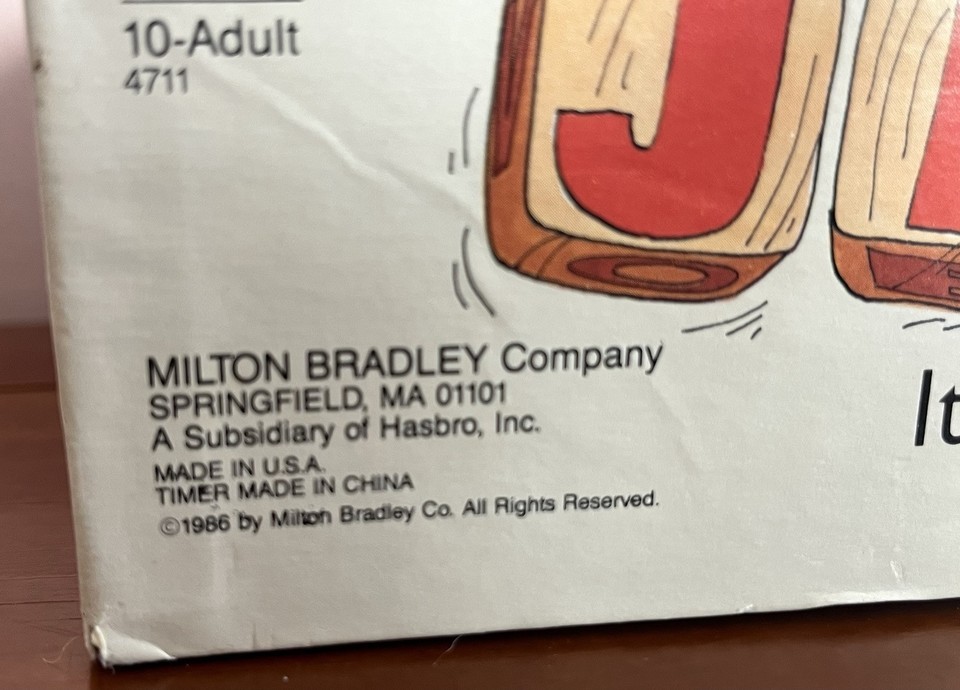 10-Adult
4711
J
MILTON BRADLEY Company
SPRINGFIELD, MA 01101
A Subsidiary of Hasbro, Inc.
MADE IN U.S.A.
TIMER MADE IN CHINA
©1986 by Milton Bradley Co. All Rights Reserved.
It